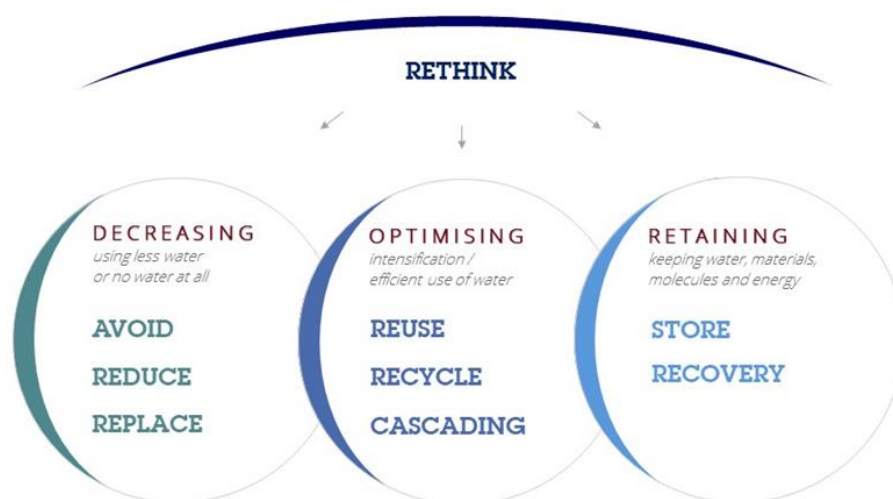 RETHINK
DECREASING
using less water
or no water at all
AVOID
REDUCE
REPLACE
OPTIMISING
intensification /
efficient use of water
REUSE
RECYCLE
CASCADING
RETAINING
keeping water, materials,
molecules and energy
STORE
RECOVERY